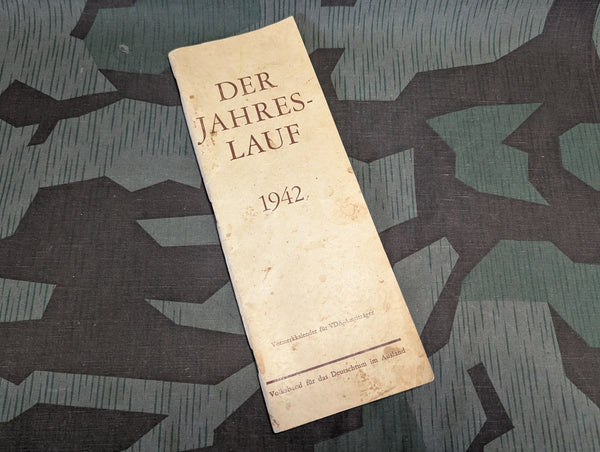 DER
JAHRES-
LAUF
1942
Vormerkkalender für VDA-Amtsträger
Volksbund für das Deutschtum im Ausland